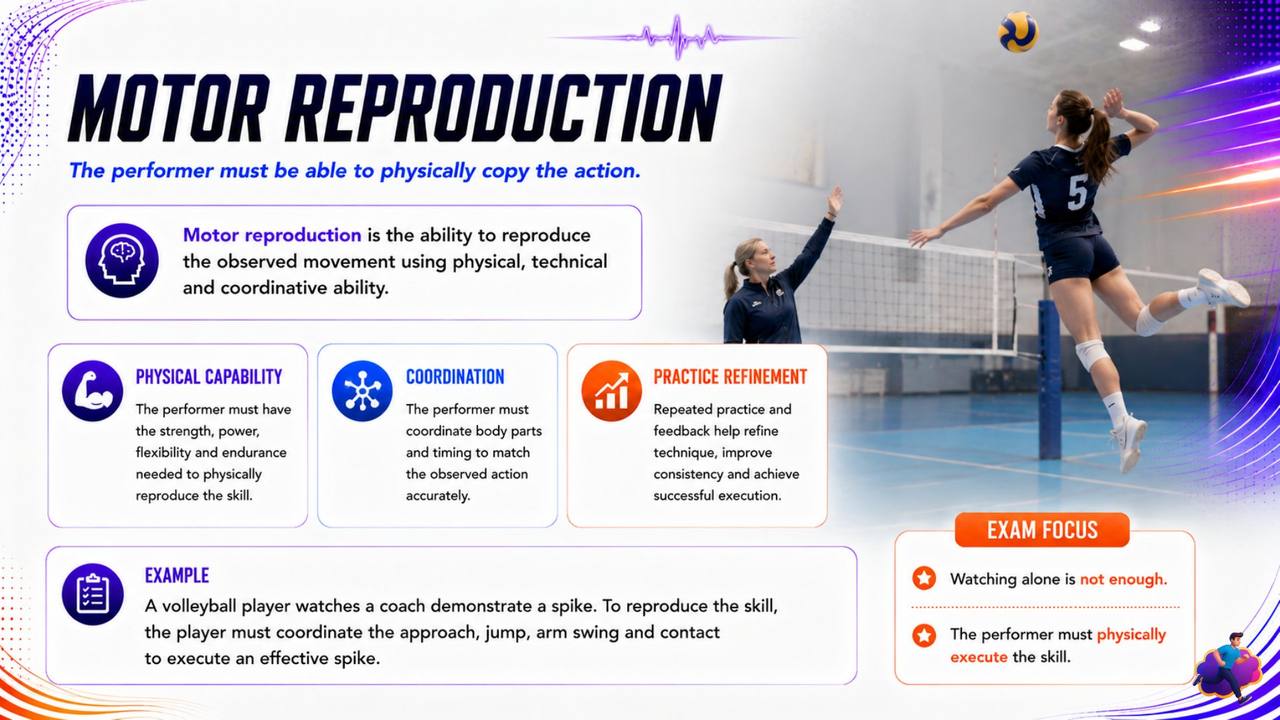 MOTOR REPRODUCTION
The performer must be able to physically copy the action.
Motor reproduction is the ability to reproduce
the observed movement using physical, technical
and coordinative ability.
PHYSICAL CAPABILITY
The performer must have
the strength, power,
flexibility and endurance
needed to physically
reproduce the skill.
COORDINATION
The performer must
coordinate body parts
and timing to match
the observed action
accurately.
PRACTICE REFINEMENT
Repeated practice and
feedback help refine
technique, improve
consistency and achieve
successful execution.
EXAMPLE
A volleyball player watches a coach demonstrate a spike. To reproduce the skill,
the player must coordinate the approach, jump, arm swing and contact
to execute an effective spike.
5
EXAM FOCUS
Watching alone is not enough.
The performer must physically
execute the skill.